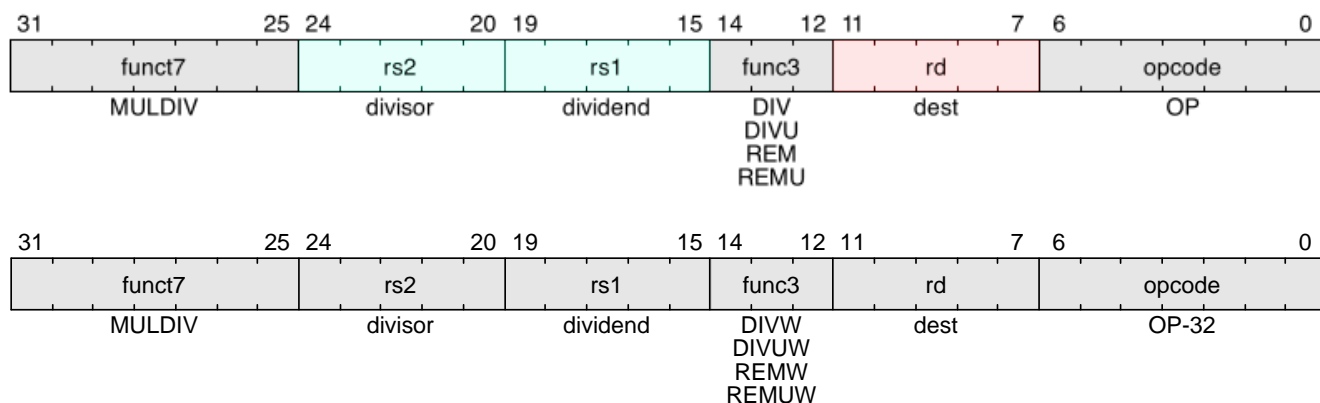 31 25 24 20 19 15 14 12 11 7 6 0
funct7 rs2 rs1 func3 rd opcode
MULDIV divisor dividend DIV dest OP
DIVU
REM
REMU
31 25 24 20 19 15 14 12 11 7 6 0
funct7 rs2 rs1 func3 rd opcode
MULDIV divisor dividend DIVW dest OP-32
DIVUW
REMW
REMUW